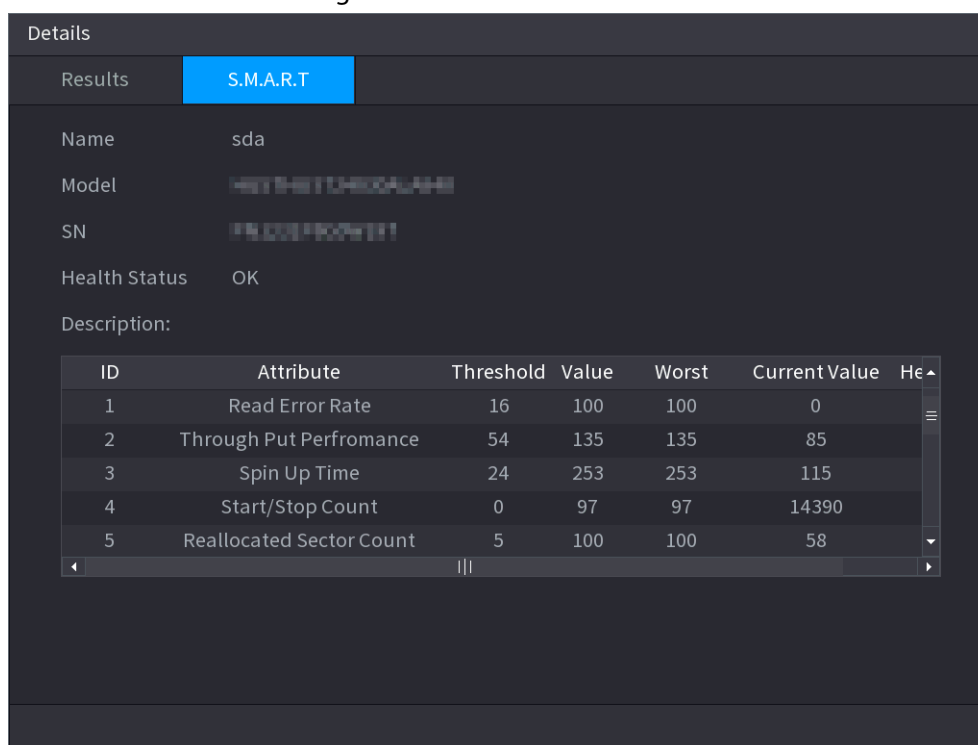 Details
Results S.M.A.R.T
Name sda
Model
SN
Health Status OK
Description:
ID Attribute Threshold Value Worst Current Value He
1 Read Error Rate 16 100 100 0
2 Through Put Perfromance 54 135 135 85
3 Spin Up Time 24 253 253 115
4 Start/Stop Count 0 97 97 14390
5 Reallocated Sector Count 5 100 100 58